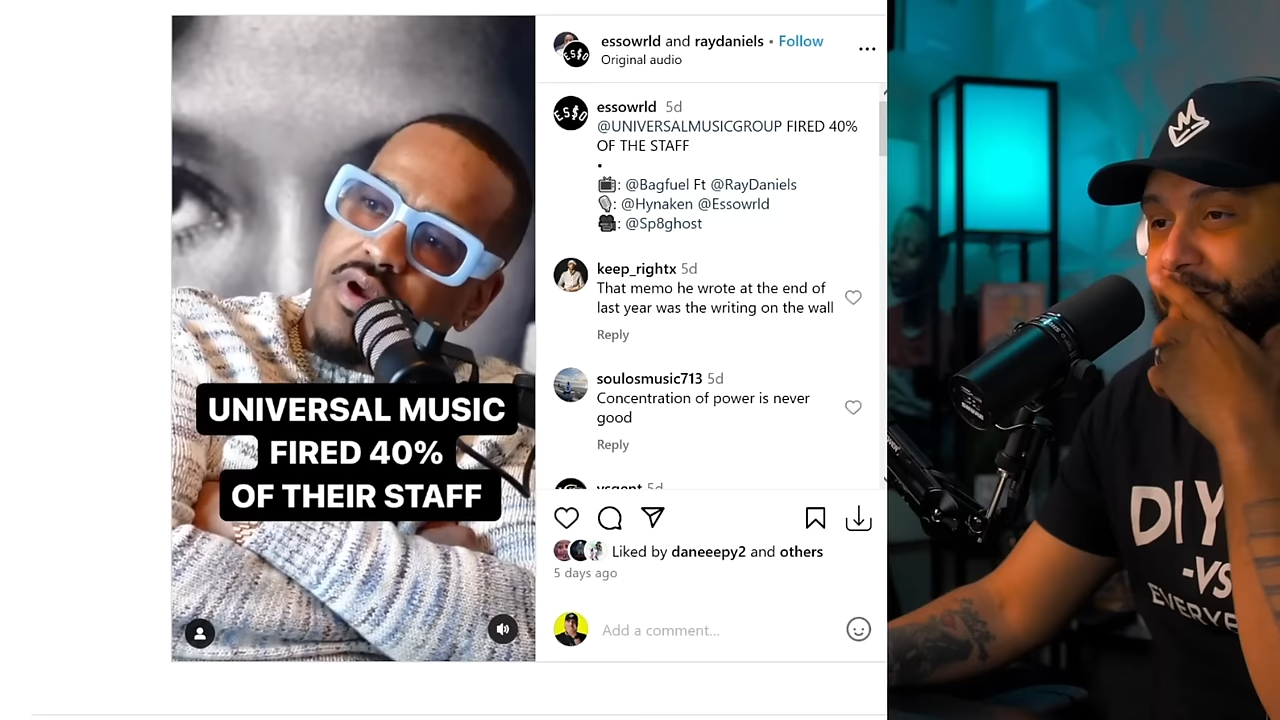 UNIVERSAL MUSIC
FIRED 40%
OF THEIR STAFF
essowrld and raydaniels • Follow
Original audio
ES$O
essowrld 5d
@UNIVERSALMUSICGROUP FIRED 40%
OF THE STAFF
•
: @Bagfuel Ft @RayDaniels
: @Hynaken @Essowrld
: @Sp8ghost
keep_rightx 5d
That memo he wrote at the end of
last year was the writing on the wall
Reply
soulosmusic713 5d
Concentration of power is never
good
Reply
Liked by daneeepy2 and others
5 days ago
Add a comment...
DIY
-VS
EVERYO